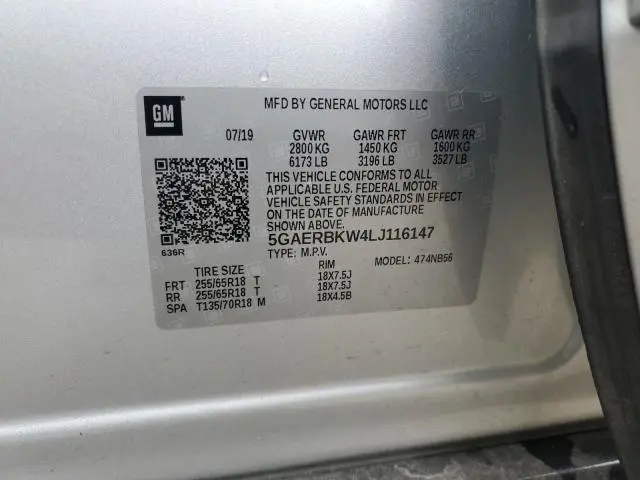 GM
MFD BY GENERAL MOTORS LLC
07/19 GVWR GAWR FRT GAWR RR
2800 KG 1450 KG 1600 KG
6173 LB 3196 LB 3527 LB
THIS VEHICLE CONFORMS TO ALL
APPLICABLE U.S. FEDERAL MOTOR
VEHICLE SAFETY STANDARDS IN
EFFECT ON THE DATE OF MANUFACTURE
SHOWN ABOVE.
636R 5GAERBKW4LJ116147
TYPE: M.P.V. MODEL: 474NB56
TIRE SIZE RIM
FRT 255/65R18 T 18X7.5J
RR 255/65R18 T 18X7.5J
SPA T135/70R18 M 18X4.5B